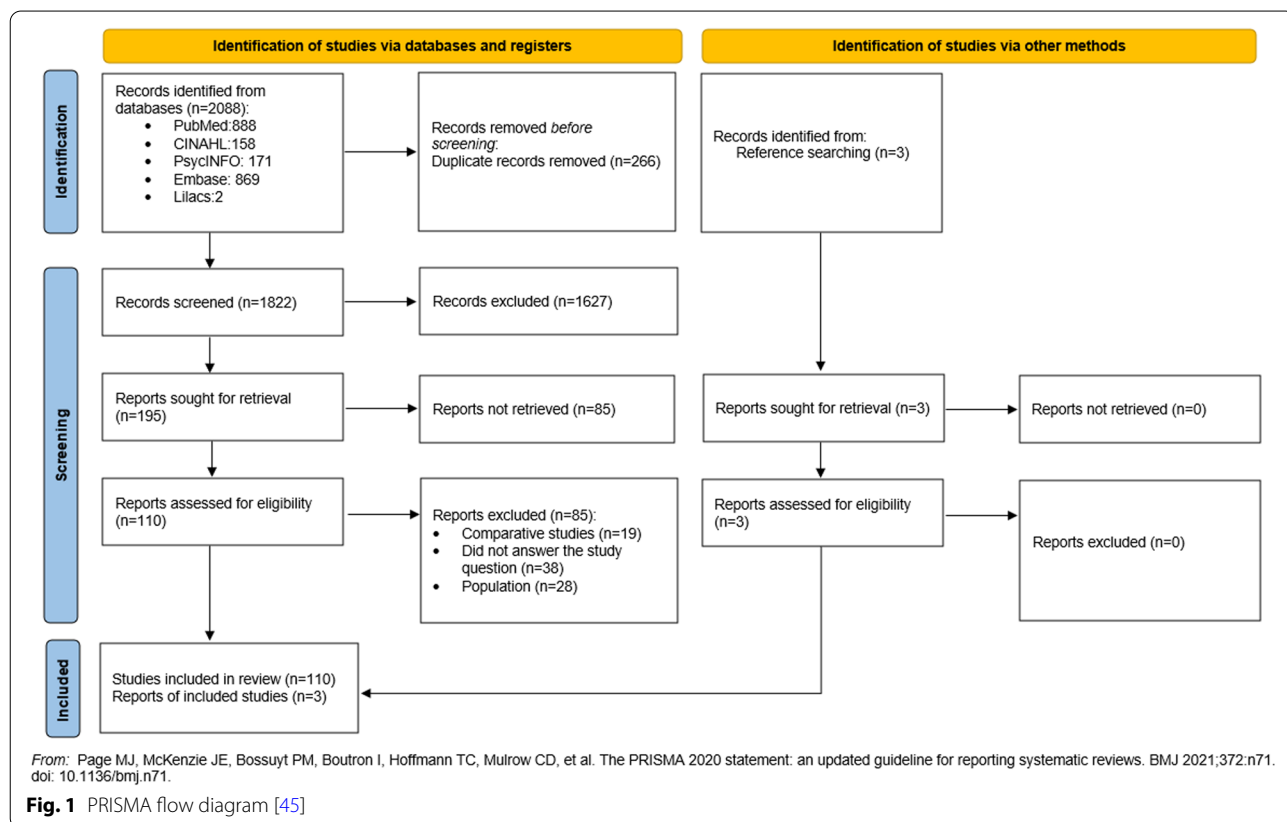 Identification of studies via databases and registers
Identification of studies via other methods
Identification
Records identified from
databases (n=2088):
• PubMed:888
• CINAHL:158
• PsycINFO: 171
• Embase: 869
• Lilacs:2
Records removed before
screening:
Duplicate records removed (n=266)
Records identified from:
Reference searching (n=3)
Screening
Records screened (n=1822)
Records excluded (n=1627)
Reports sought for retrieval
(n=195)
Reports not retrieved (n=85)
Reports sought for retrieval (n=3)
Reports not retrieved (n=0)
Reports assessed for eligibility
(n=110)
Reports excluded (n=85):
• Comparative studies (n=19)
• Did not answer the study
question (n=38)
• Population (n=28)
Reports assessed for eligibility
(n=3)
Reports excluded (n=0)
Included
Studies included in review (n=110)
Reports of included studies (n=3)
From: Page MJ, McKenzie JE, Bossuyt PM, Boutron I, Hoffmann TC, Mulrow CD, et al. The PRISMA 2020 statement: an updated guideline for reporting systematic reviews. BMJ 2021;372:n71.
doi: 10.1136/bmj.n71.
Fig. 1 PRISMA flow diagram [45]